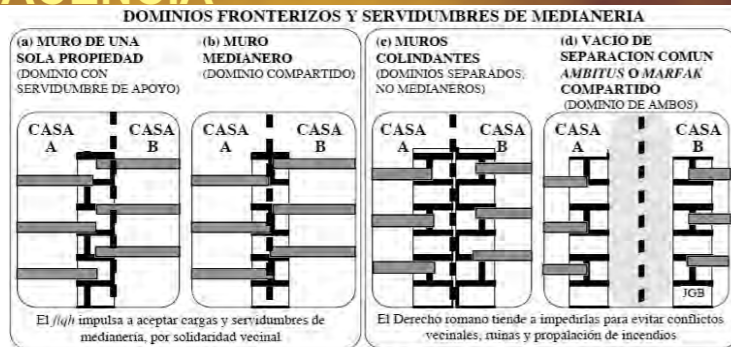 DOMINIOS FRONTERIZOS Y SERVIDUMBRES DE MEDIANERIA
(a) MURO DE UNA
SOLA PROPIEDAD
(DOMINIO CON
SERVIDUMBRE DE APOYO)
CASA
A
CASA
B
(b) MURO
MEDIANERO
(DOMINIO COMPARTIDO)
CASA
A
CASA
B
El fiqh impulsa a aceptar cargas y servidumbres de
medianería, por solidaridad vecinal
(c) MUROS
COLINDANTES
(DOMINIOS SEPARADOS,
NO MEDIANEROS)
CASA
A
CASA
B
(d) VACIO DE
SEPARACION COMUN
AMBITUS O MARFAK
COMPARTIDO
(DOMINIO DE AMBOS)
CASA
A
CASA
B
JGB
El Derecho romano tiende a impedirlas para evitar conflictos
vecinales, ruinas y propalación de incendios